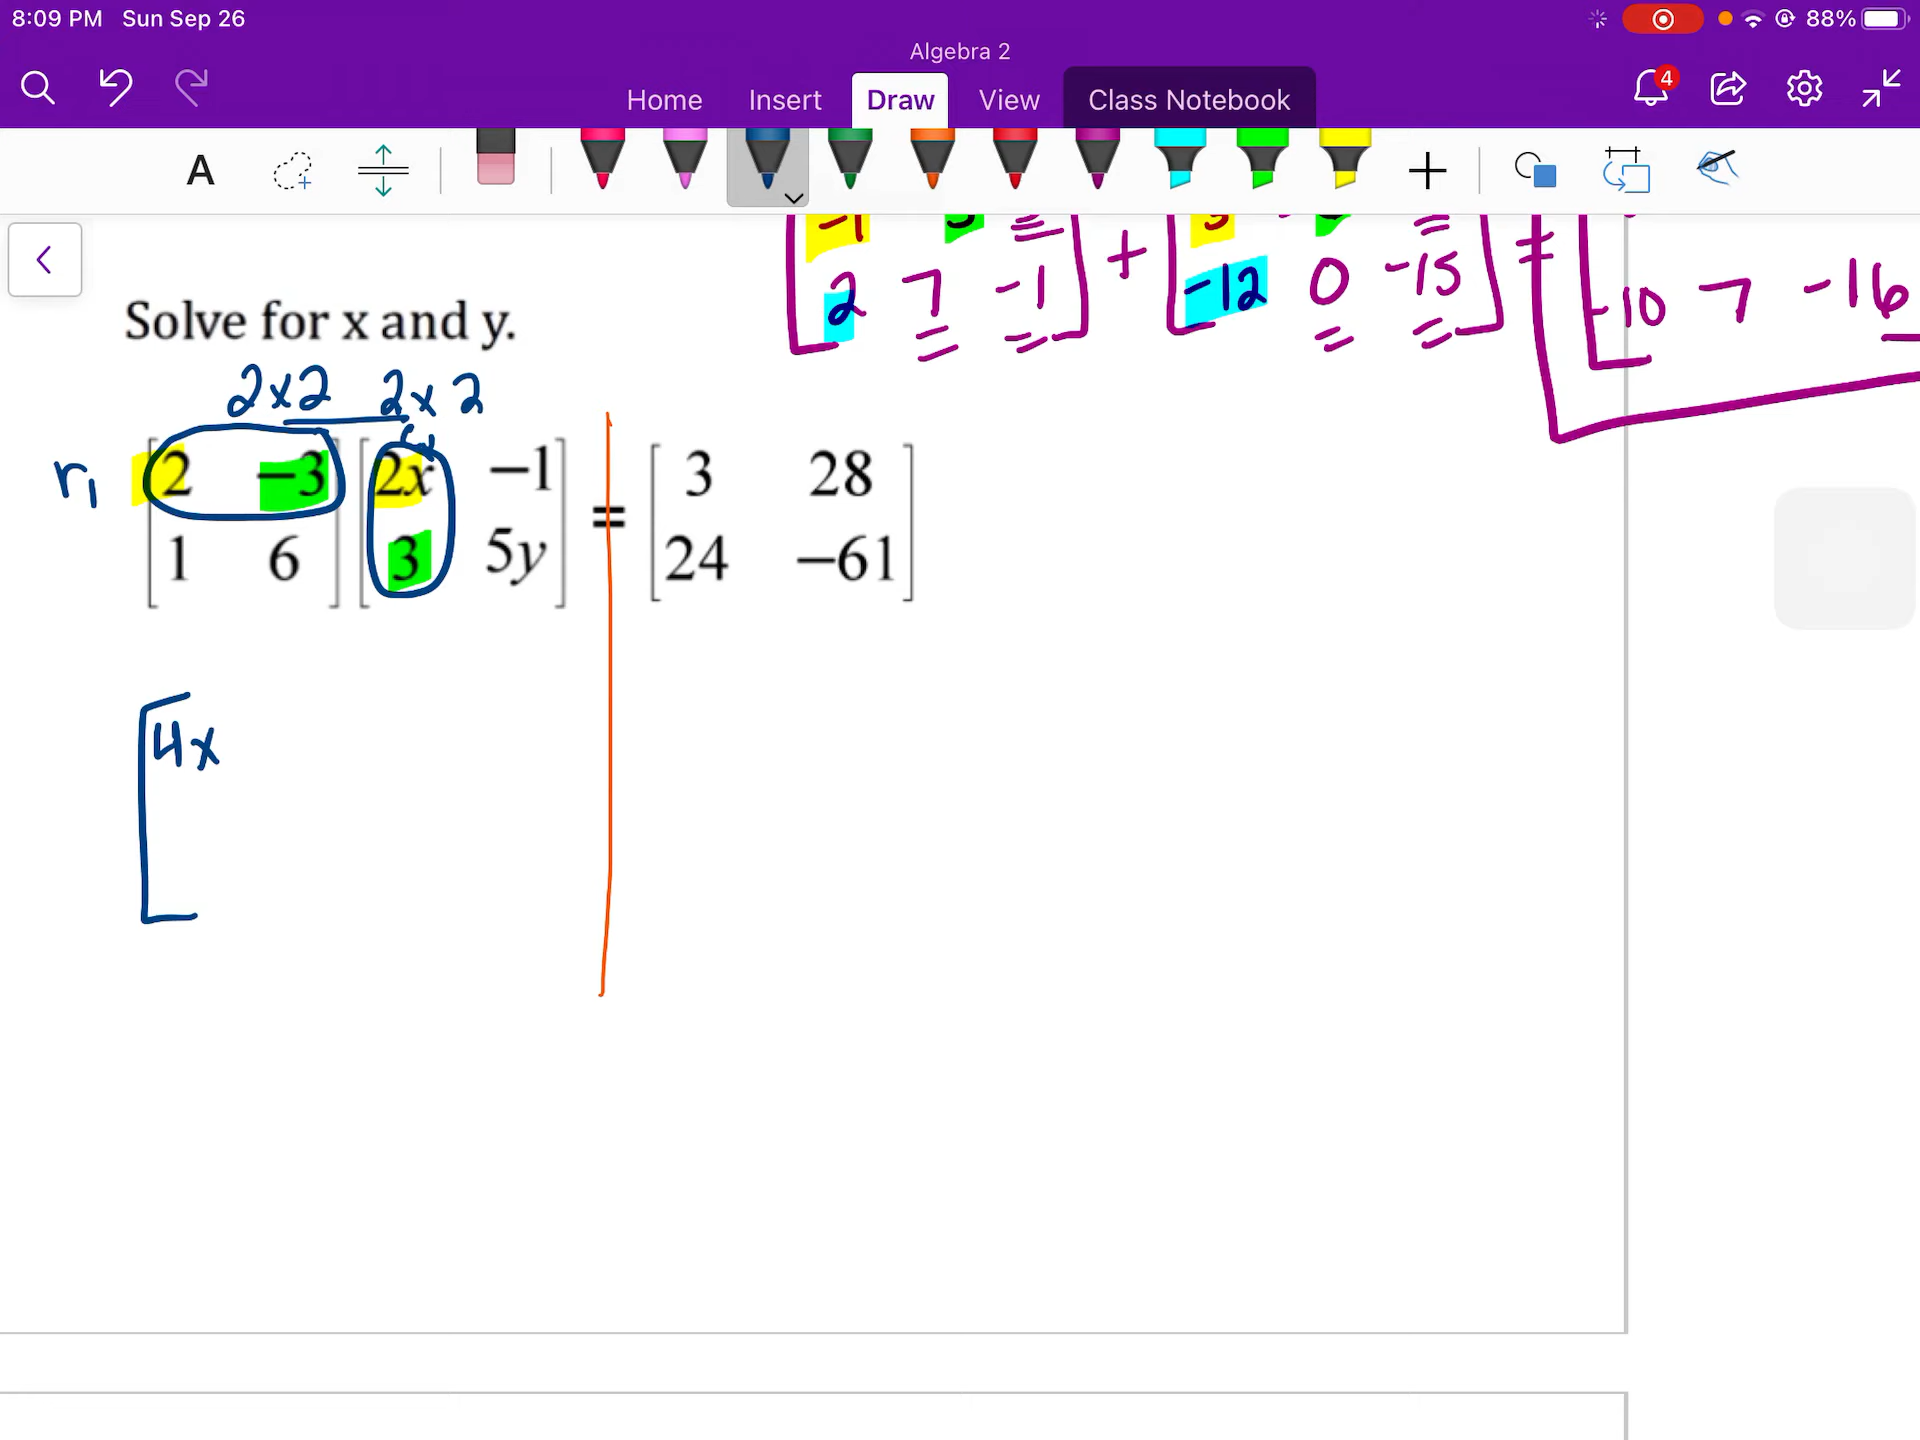 8:09 PM Sun Sep 26
88%
Algebra 2
Home Insert Draw View Class Notebook
4
A
-1
2 7 -1 + -12 0 -15 =
-10 7 -16
Solve for x and y.
2x2 2x2
r1 2 −3 2x −1 = 3 28
1 6 3 5y 24 −61
4x